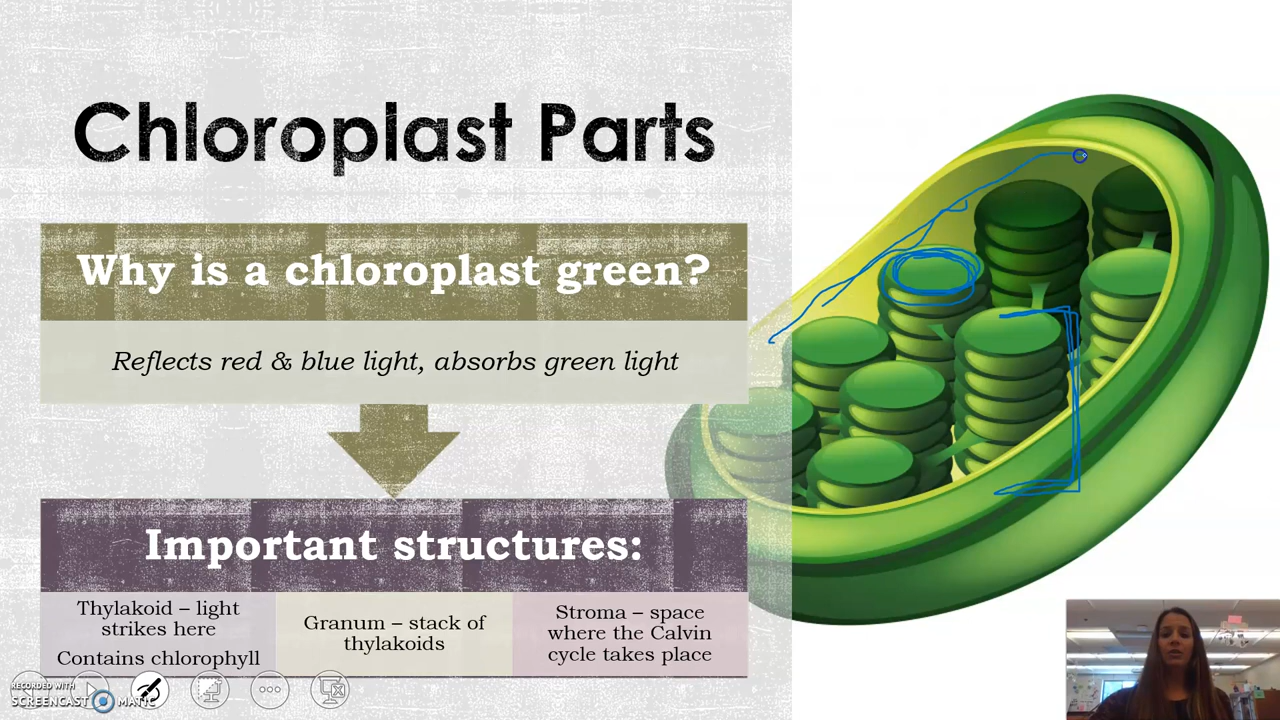 Chloroplast Parts
Why is a chloroplast green?
Reflects red & blue light, absorbs green light
Important structures:
Thylakoid – light
strikes here
Contains chlorophyll
Granum – stack of
thylakoids
Stroma – space
where the Calvin
cycle takes place
RECORDED WITH
SCREENCAST MATIC